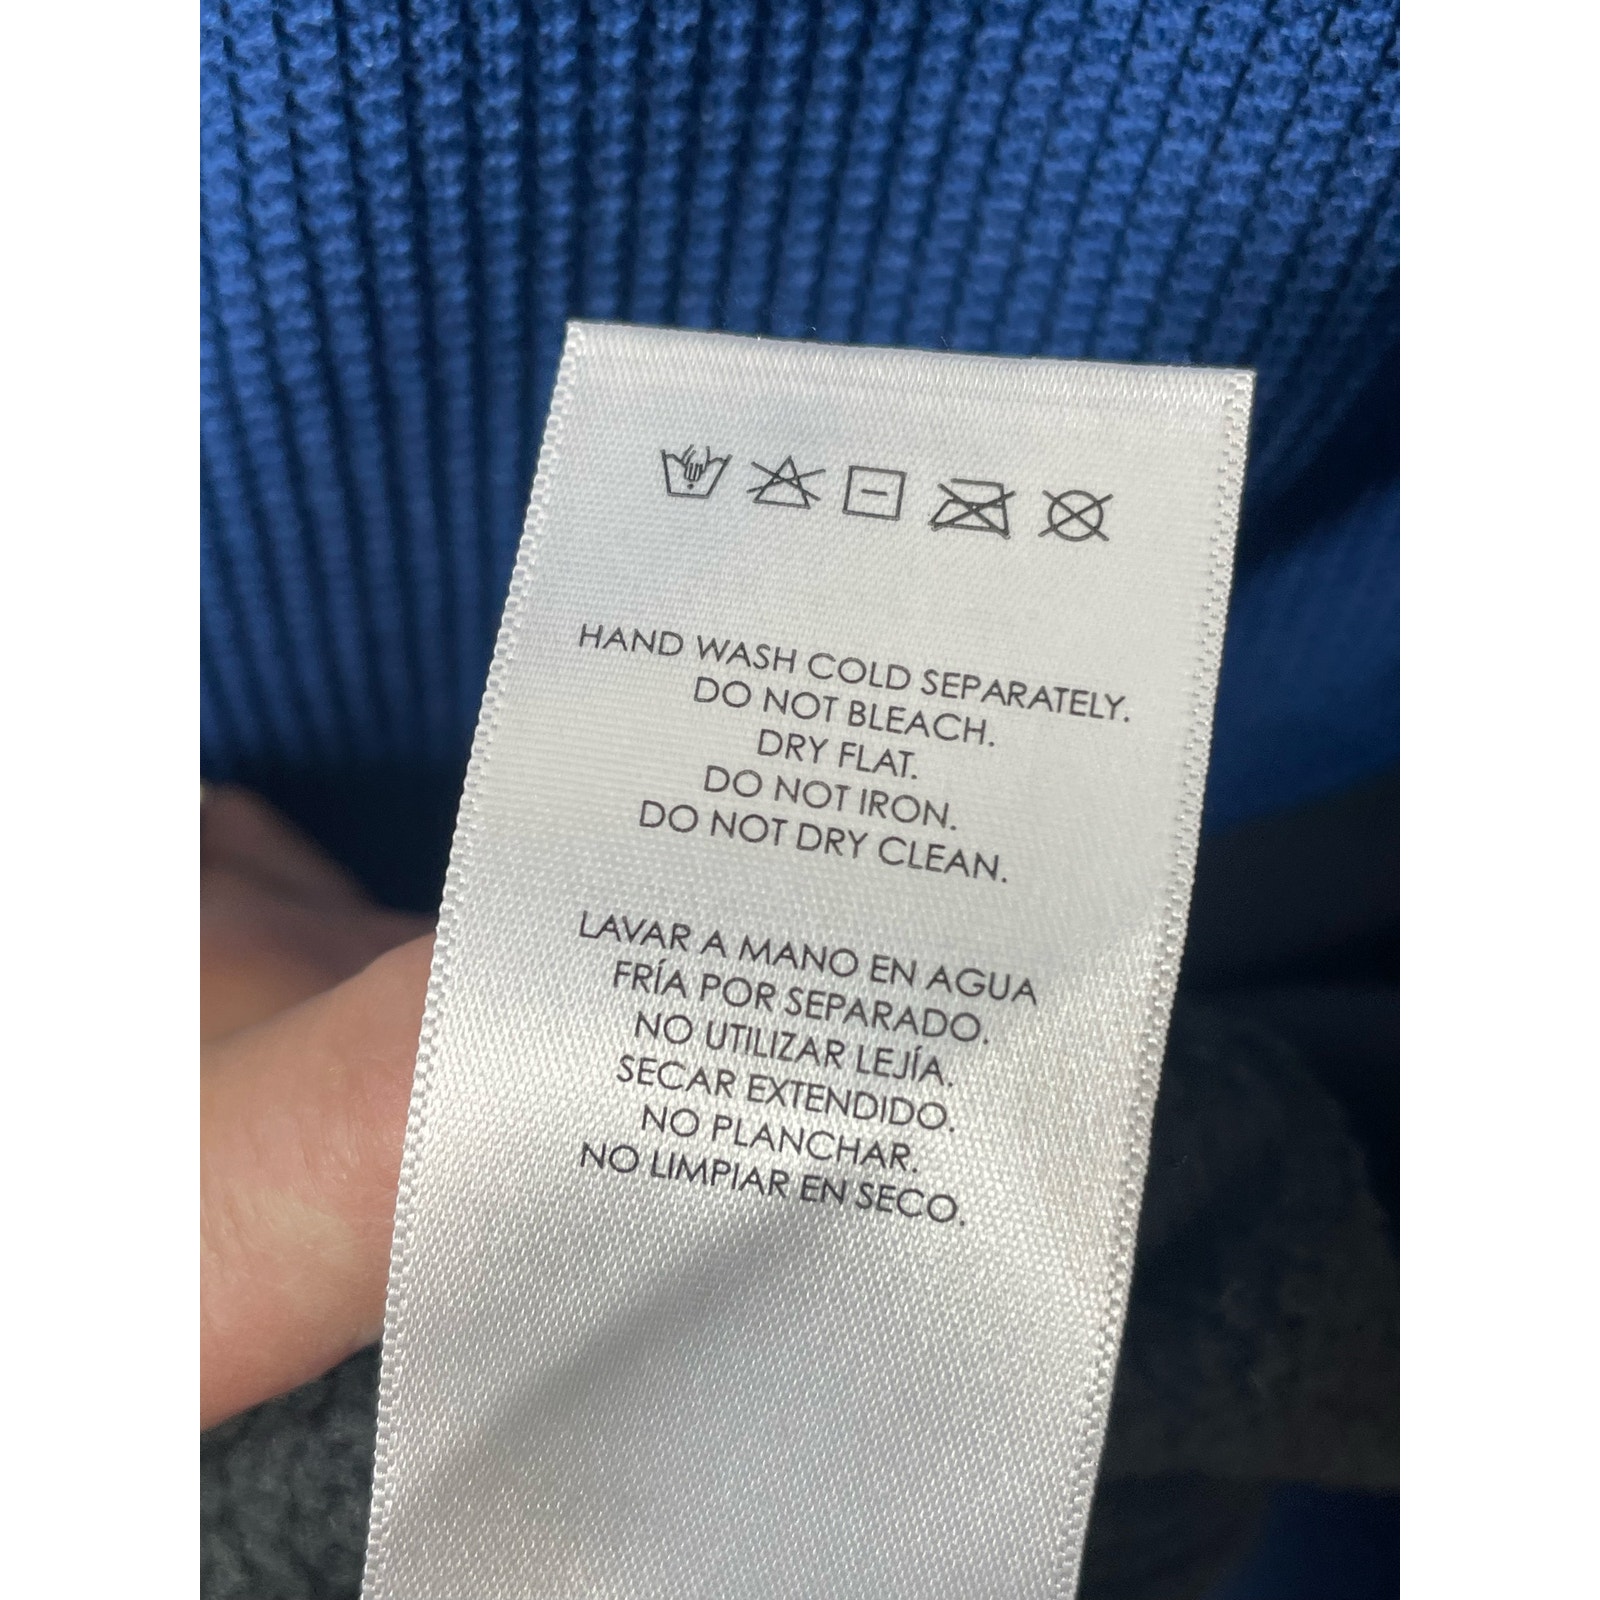 HAND WASH COLD SEPARATELY.
DO NOT BLEACH.
DRY FLAT.
DO NOT IRON.
DO NOT DRY CLEAN.
LAVAR A MANO EN AGUA
FRÍA POR SEPARADO.
NO UTILIZAR LEJÍA.
SECAR EXTENDIDO.
NO PLANCHAR.
NO LIMPIAR EN SECO.